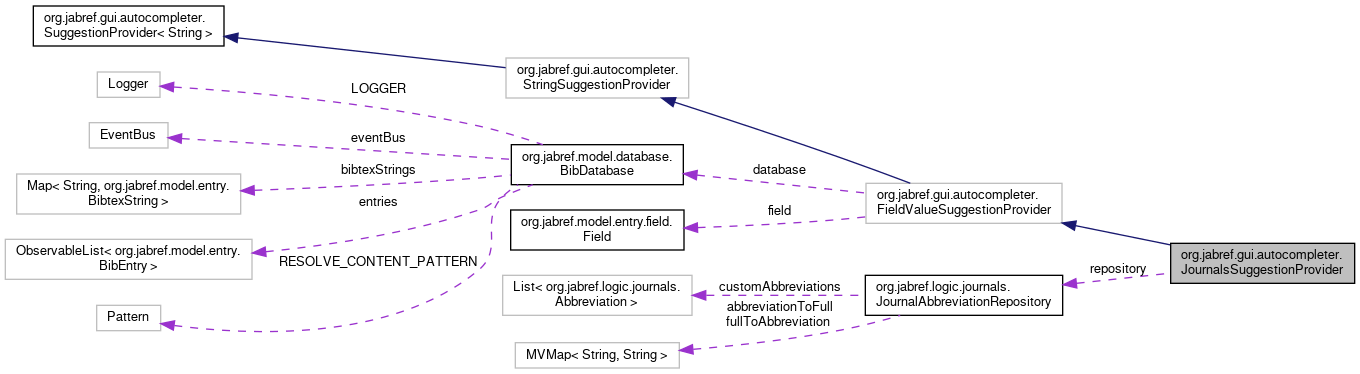 org.jabref.gui.autocompleter.
SuggestionProvider< String >
org.jabref.gui.autocompleter.
StringSuggestionProvider
Logger
LOGGER
EventBus
eventBus
org.jabref.model.database.
BibDatabase
Map< String, org.jabref.model.entry.
BibtexString >
bibtexStrings
database
org.jabref.gui.autocompleter.
FieldValueSuggestionProvider
entries
field
org.jabref.model.entry.field.
Field
ObservableList< org.jabref.model.entry.
BibEntry >
RESOLVE_CONTENT_PATTERN
org.jabref.gui.autocompleter.
JournalsSuggestionProvider
repository
List< org.jabref.logic.journals.
Abbreviation >
customAbbreviations
org.jabref.logic.journals.
JournalAbbreviationRepository
Pattern
abbreviationToFull
fullToAbbreviation
MVMap< String, String >